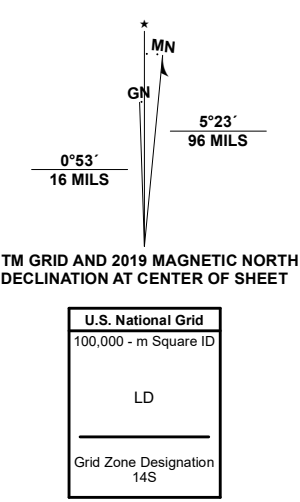 ★
MN
GN
5°23´
96 MILS
0°53´
16 MILS
TM GRID AND 2019 MAGNETIC NORTH
DECLINATION AT CENTER OF SHEET
U.S. National Grid
100,000 - m Square ID
LD
Grid Zone Designation
14S